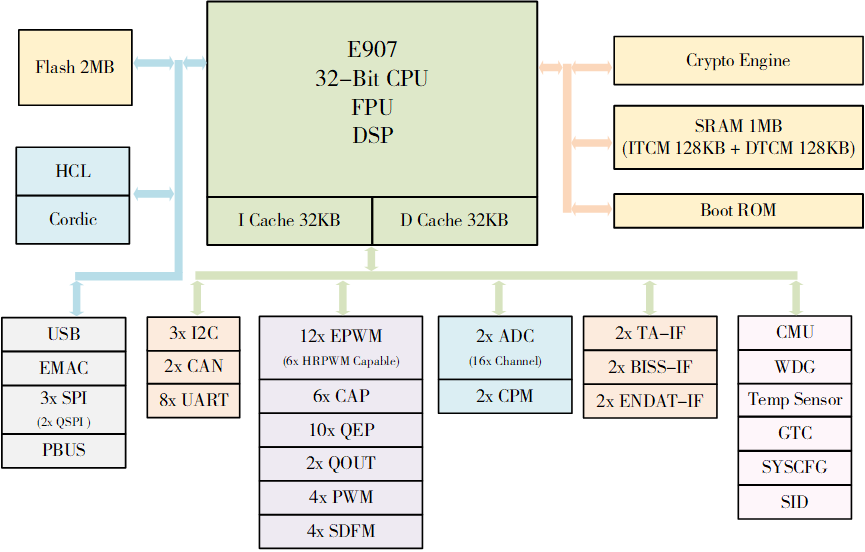 Flash 2MB
HCL
Cordic
E907
32-Bit CPU
FPU
DSP
I Cache 32KB
D Cache 32KB
Crypto Engine
SRAM 1MB
(ITCM 128KB + DTCM 128KB)
Boot ROM
USB
EMAC
3x SPI
(2x QSPI )
PBUS
3x I2C
2x CAN
8x UART
12x EPWM
(6x HRPWM Capable)
6x CAP
10x QEP
2x QOUT
4x PWM
4x SDFM
2x ADC
(16x Channel)
2x CPM
2x TA-IF
2x BISS-IF
2x ENDAT-IF
CMU
WDG
Temp Sensor
GTC
SYSCFG
SID